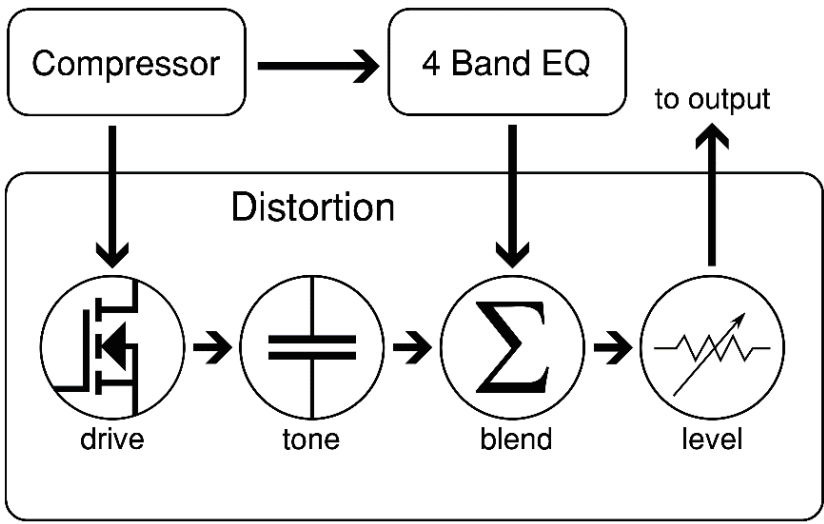 Compressor
4 Band EQ
to output
Distortion
Σ
drive
tone
blend
level